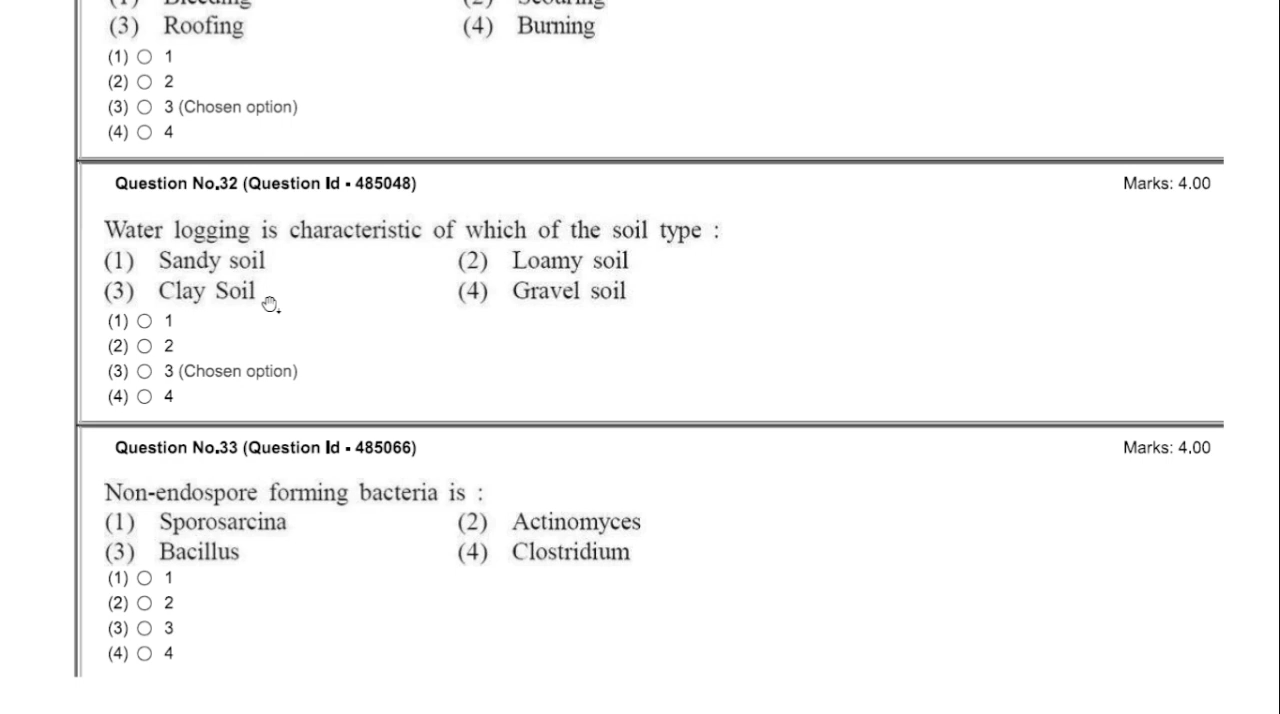 (1) Bleeding (2) Scouring
(3) Roofing (4) Burning
(1) 1
(2) 2
(3) 3 (Chosen option)
(4) 4
Question No.32 (Question Id - 485048) Marks: 4.00
Water logging is characteristic of which of the soil type :
(1) Sandy soil (2) Loamy soil
(3) Clay Soil (4) Gravel soil
(1) 1
(2) 2
(3) 3 (Chosen option)
(4) 4
Question No.33 (Question Id - 485066) Marks: 4.00
Non-endospore forming bacteria is :
(1) Sporosarcina (2) Actinomyces
(3) Bacillus (4) Clostridium
(1) 1
(2) 2
(3) 3
(4) 4